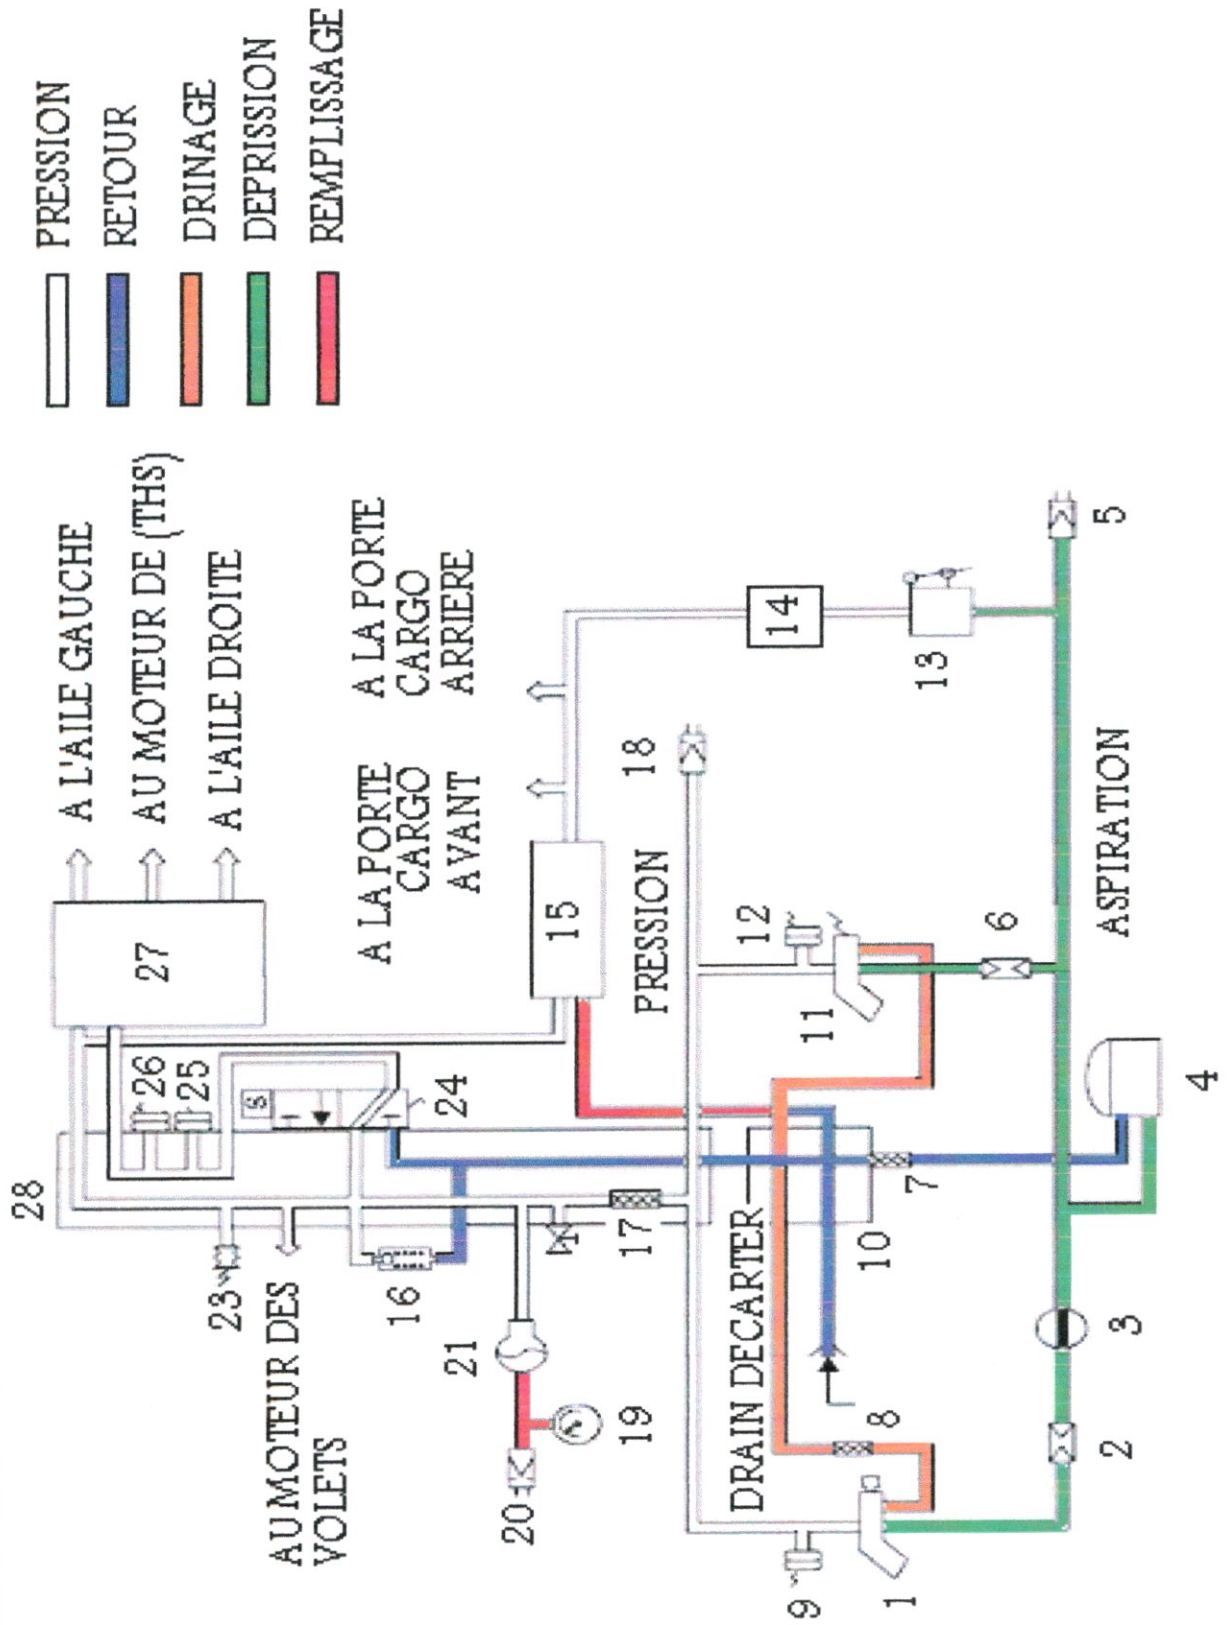 PRESSION
RETOUR
DRINAGE
DEPRISSION
REMPLISSAGE
A L'AILE GAUCHE
AU MOTEUR DE (THS)
A L'AILE DROITE
A LA PORTE
CARGO
ARRIERE
A LA PORTE
CARGO
AVANT
28
27
26
25
S
24
23
AU MOTEUR DES
VOLETS
16
21
19
20
17
15
14
13
18
PRESSION
12
11
6
5
ASPIRATION
DRAIN DECARTER
10
7
8
9
1
2
3
4